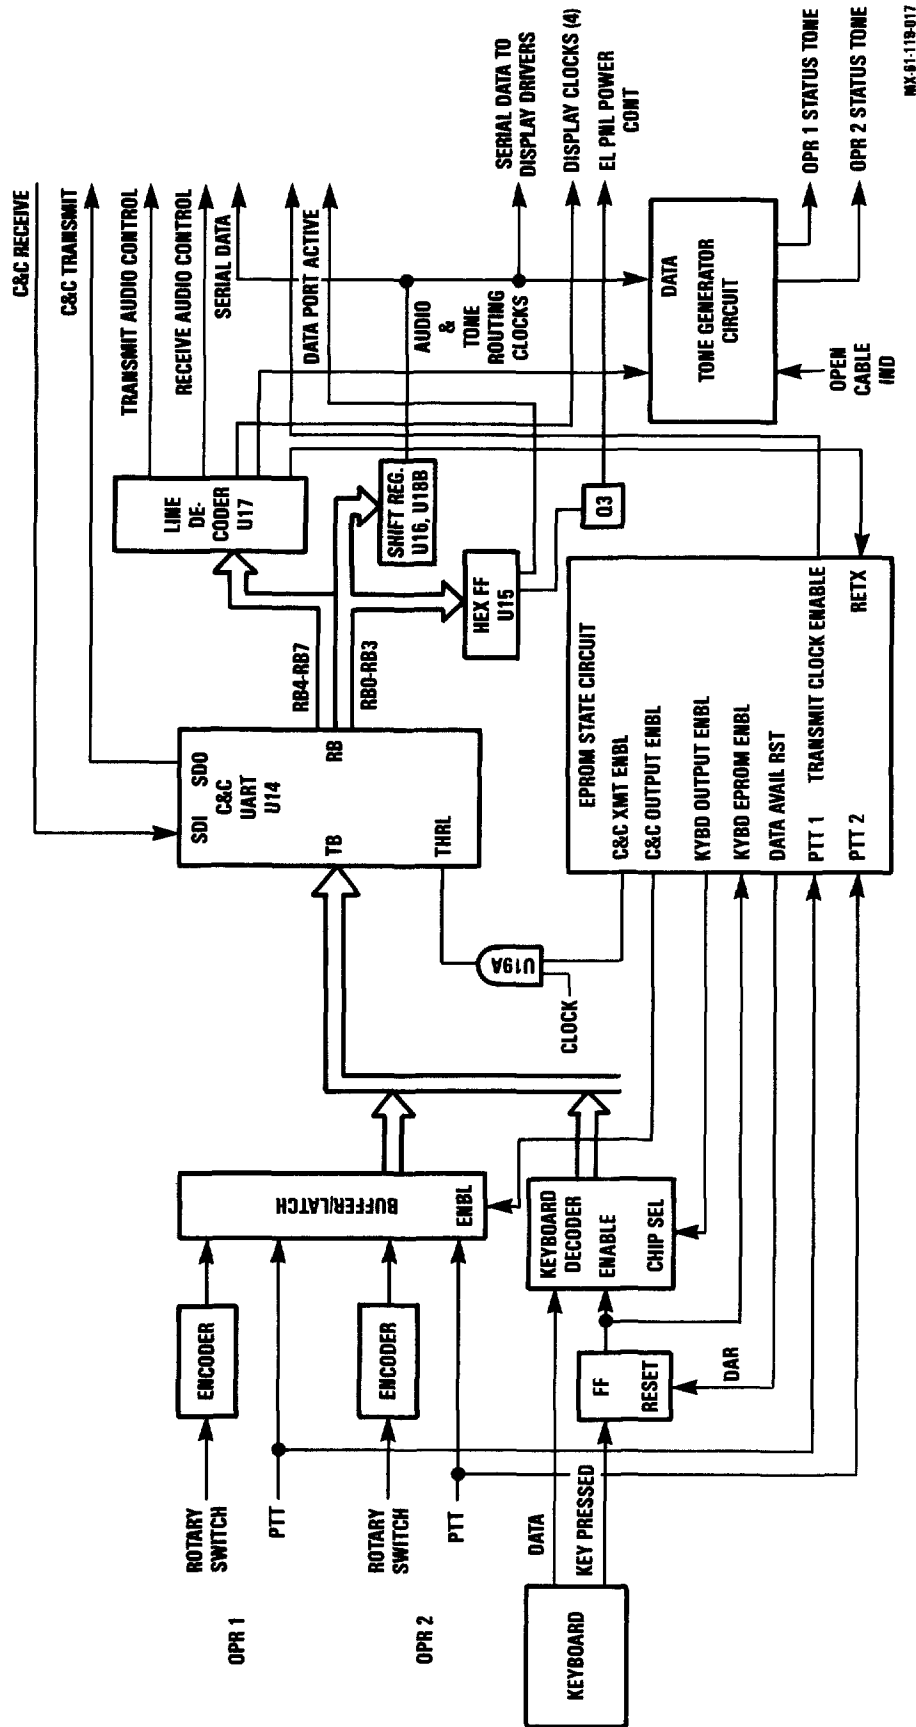 C&C RECEIVE
C&C TRANSMIT
TRANSMIT AUDIO CONTROL
RECEIVE AUDIO CONTROL
SERIAL DATA
DATA PORT ACTIVE
AUDIO
&
TONE
ROUTING
CLOCKS
SERIAL DATA TO
DISPLAY DRIVERS
DISPLAY CLOCKS (4)
EL PNL POWER
CONT
LINE
DE-
CODER
U17
SHIFT REG.
U16, U18B
HEX FF
U15
Q3
DATA
TONE GENERATOR
CIRCUIT
OPEN
CABLE
IND
OPR 1 STATUS TONE
OPR 2 STATUS TONE
RB4-RB7
RB0-RB3
SDI SDO
C&C
UART
U14
TB
RB
THRL
U19A
CLOCK
EPROM STATE CIRCUIT
C&C XMT ENBL
C&C OUTPUT ENBL
KYBD OUTPUT ENBL
KYBD EPROM ENBL
DATA AVAIL RST
PTT 1 TRANSMIT CLOCK ENABLE
PTT 2
RETX
BUFFER/LATCH
ENBL
ENCODER
ENCODER
ROTARY
SWITCH
PTT
OPR 1
ROTARY
SWITCH
PTT
OPR 2
KEYBOARD
DECODER
ENABLE
CHIP SEL
FF
RESET
DAR
DATA
KEY PRESSED
KEYBOARD
MX-61-119-017